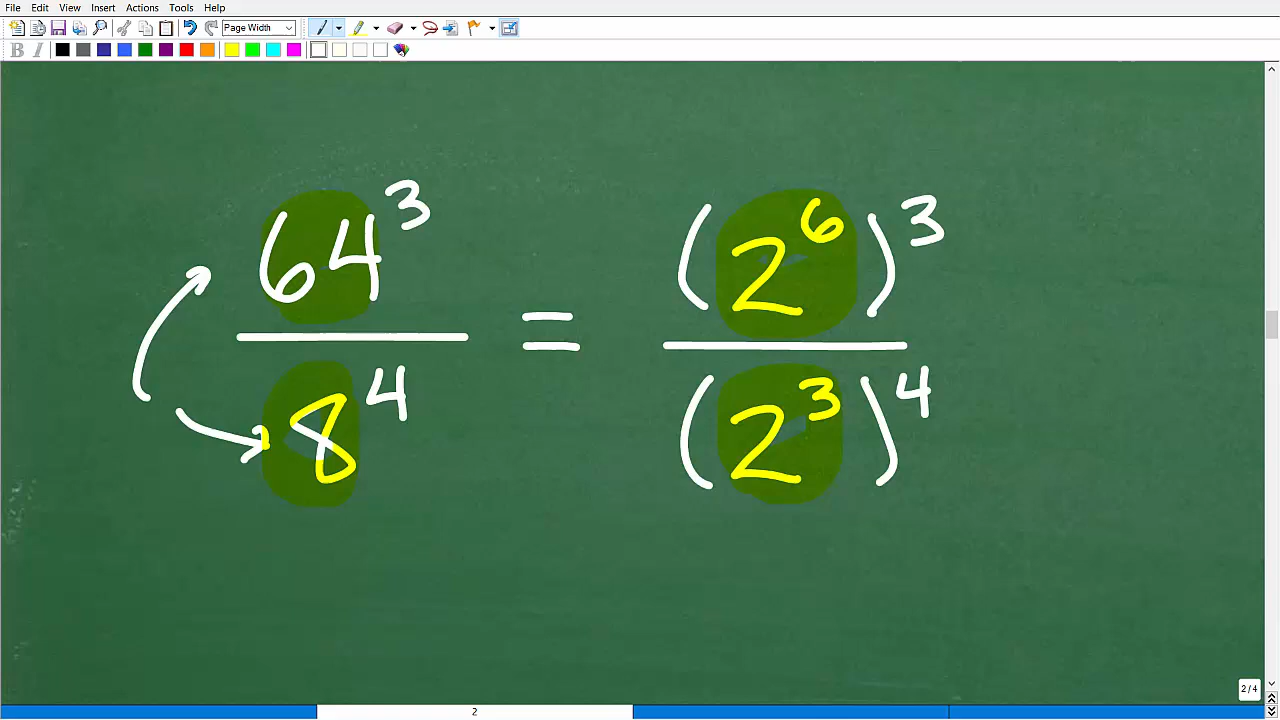 File Edit View Insert Actions Tools Help
Page Width
B I
64³ / 8⁴ = (2⁶)³ / (2³)⁴
2/4
2